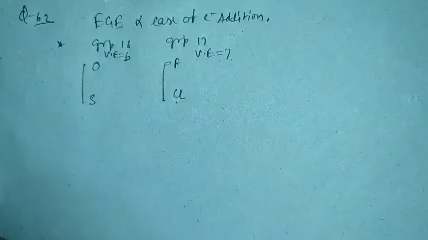 Q-62 EGE α ease of e⁻ addition.
* grp 16 grp 17
V.E=6 V.E=7
O F
S Cl